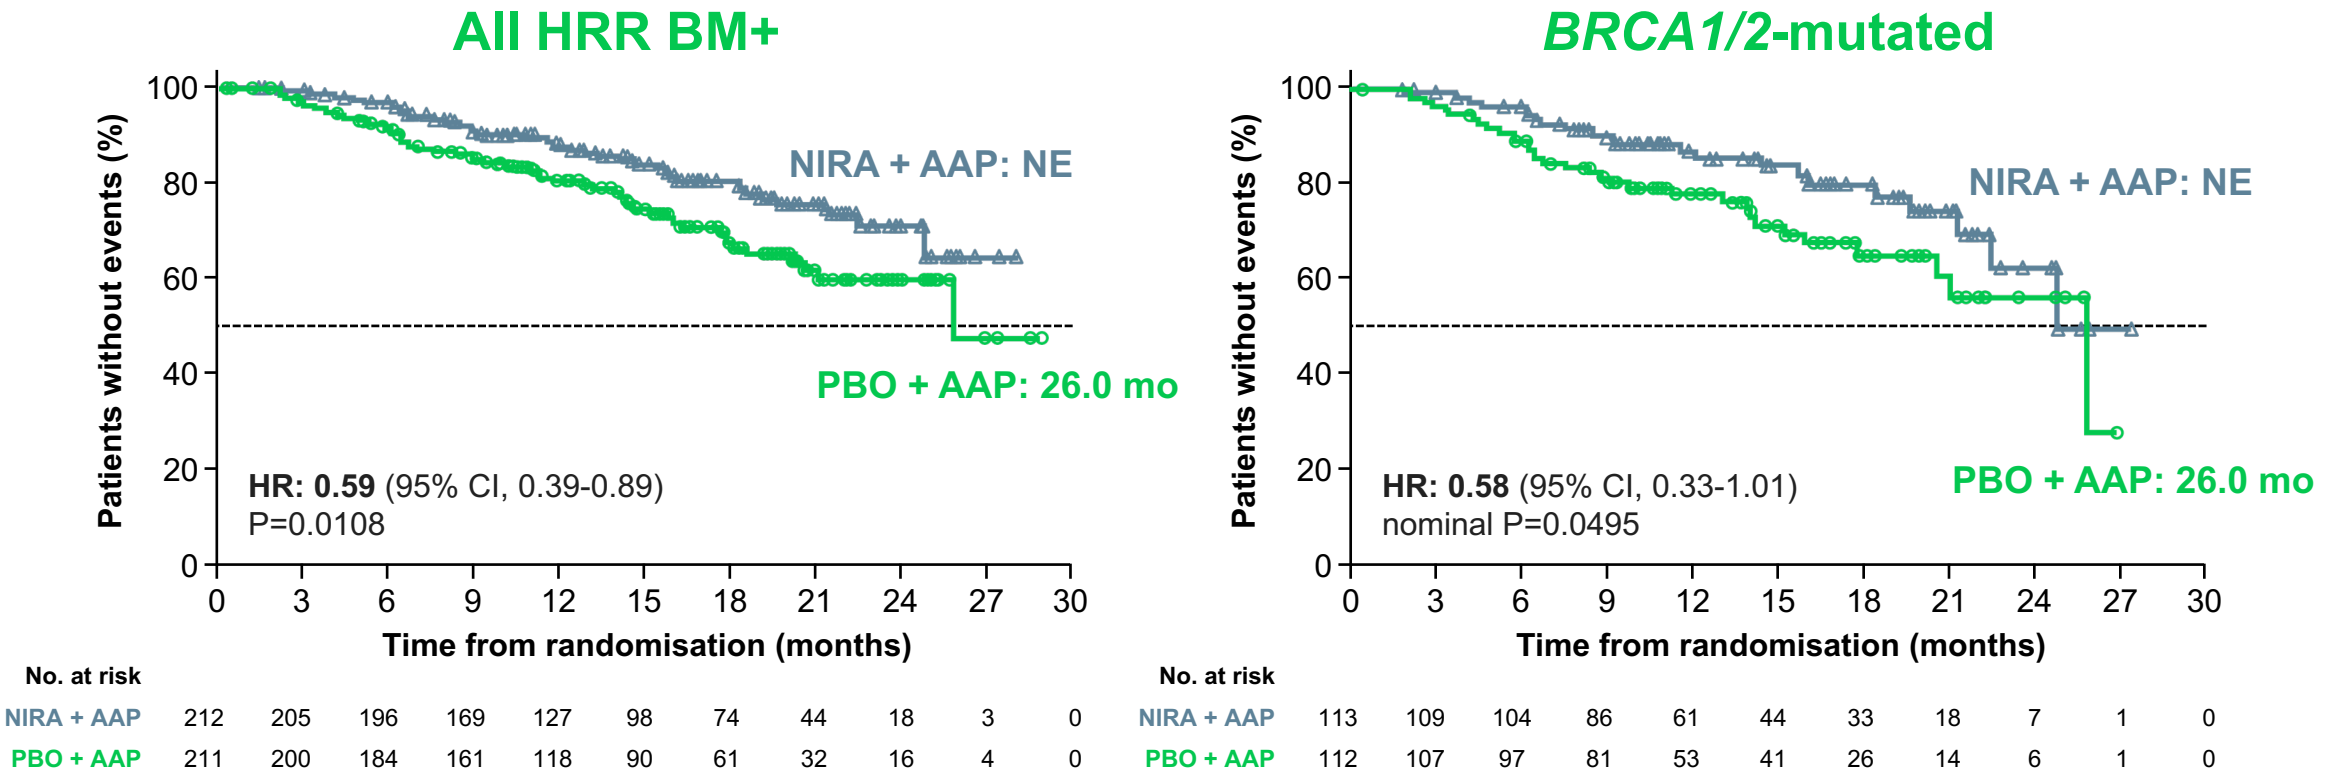 All HRR BM+
Patients without events (%)
100
80
60
40
20
0
NIRA + AAP: NE
PBO + AAP: 26.0 mo
HR: 0.59 (95% CI, 0.39-0.89)
P=0.0108
0 3 6 9 12 15 18 21 24 27 30
Time from randomisation (months)
No. at risk
NIRA + AAP 212 205 196 169 127 98 74 44 18 3 0
PBO + AAP 211 200 184 161 118 90 61 32 16 4 0
BRCA1/2-mutated
Patients without events (%)
100
80
60
40
20
0
NIRA + AAP: NE
PBO + AAP: 26.0 mo
HR: 0.58 (95% CI, 0.33-1.01)
nominal P=0.0495
0 3 6 9 12 15 18 21 24 27 30
Time from randomisation (months)
No. at risk
NIRA + AAP 113 109 104 86 61 44 33 18 7 1 0
PBO + AAP 112 107 97 81 53 41 26 14 6 1 0